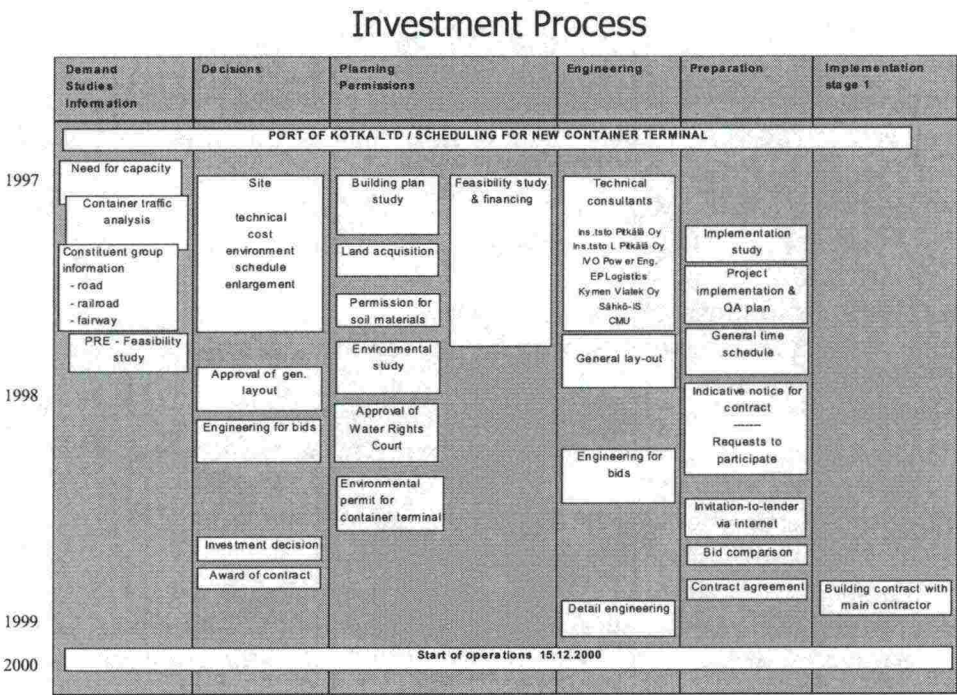 Investment Process
Demand
Studies
Information
Decisions
Planning
Permissions
Engineering
Preparation
Implementation
stage 1
PORT OF KOTKA LTD / SCHEDULING FOR NEW CONTAINER TERMINAL
1997
1998
1999
2000
Need for capacity
Container traffic
analysis
Constituent group
information
- road
- railroad
- fairway
PRE - Feasibility
study
Site
technical
cost
environment
schedule
enlargement
Approval of gen.
layout
Engineering for bids
Investment decision
Award of contract
Building plan
study
Land acquisition
Permission for
soil materials
Environmental
study
Approval of
Water Rights
Court
Environmental
permit for
container terminal
Feasibility study
& financing
Technical
consultants
Ins.tsto Pitkälä Oy
Ins.tsto L Pitkälä Oy
IVO Power Eng.
EP Logistics
Kymen Viatek Oy
Sähkö-IS
CMU
General lay-out
Engineering for
bids
Detail engineering
Implementation
study
Project
implementation &
QA plan
General time
schedule
Indicative notice for
contract
-------
Requests to
participate
Invitation-to-tender
via internet
Bid comparison
Contract agreement
Building contract with
main contractor
Start of operations 15.12.2000